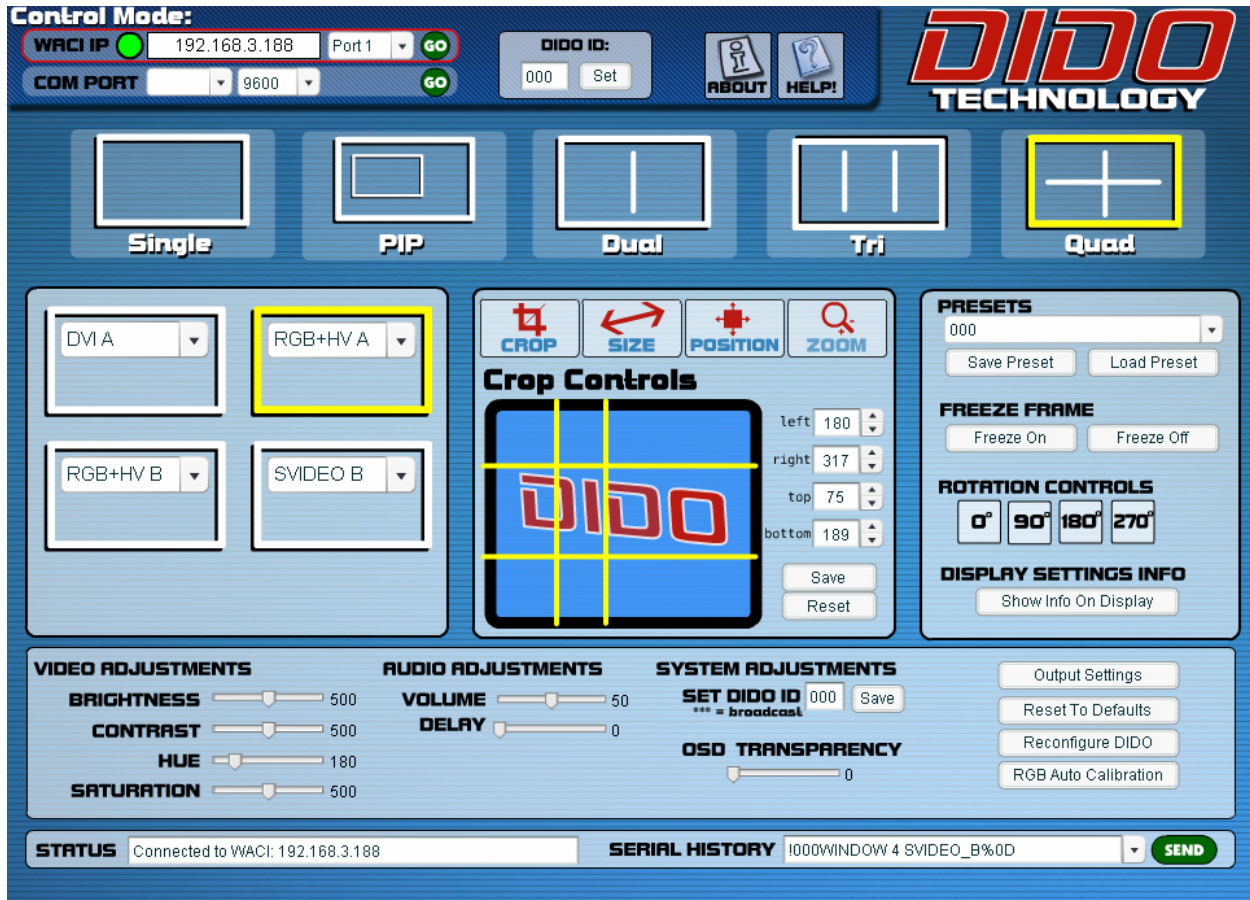 Control Mode:
WACI IP 192.168.3.188 Port 1 GO
COM PORT 9600 GO
DIDO ID:
000 Set
ABOUT HELP!
DIDO
TECHNOLOGY
Single PIP Dual Tri Quad
DVI A RGB+HV A
RGB+HV B SVIDEO B
CROP SIZE POSITION ZOOM
Crop Controls
DIDO
left 180
right 317
top 75
bottom 189
Save
Reset
PRESETS
000
Save Preset Load Preset
FREEZE FRAME
Freeze On Freeze Off
ROTATION CONTROLS
0° 90° 180° 270°
DISPLAY SETTINGS INFO
Show Info On Display
VIDEO ADJUSTMENTS
BRIGHTNESS 500
CONTRAST 500
HUE 180
SATURATION 500
AUDIO ADJUSTMENTS
VOLUME 50
DELAY 0
SYSTEM ADJUSTMENTS
SET DIDO ID 000 Save
*** = broadcast
OSD TRANSPARENCY
0
Output Settings
Reset To Defaults
Reconfigure DIDO
RGB Auto Calibration
STATUS Connected to WACI: 192.168.3.188
SERIAL HISTORY !000WINDOW 4 SVIDEO_B%0D SEND